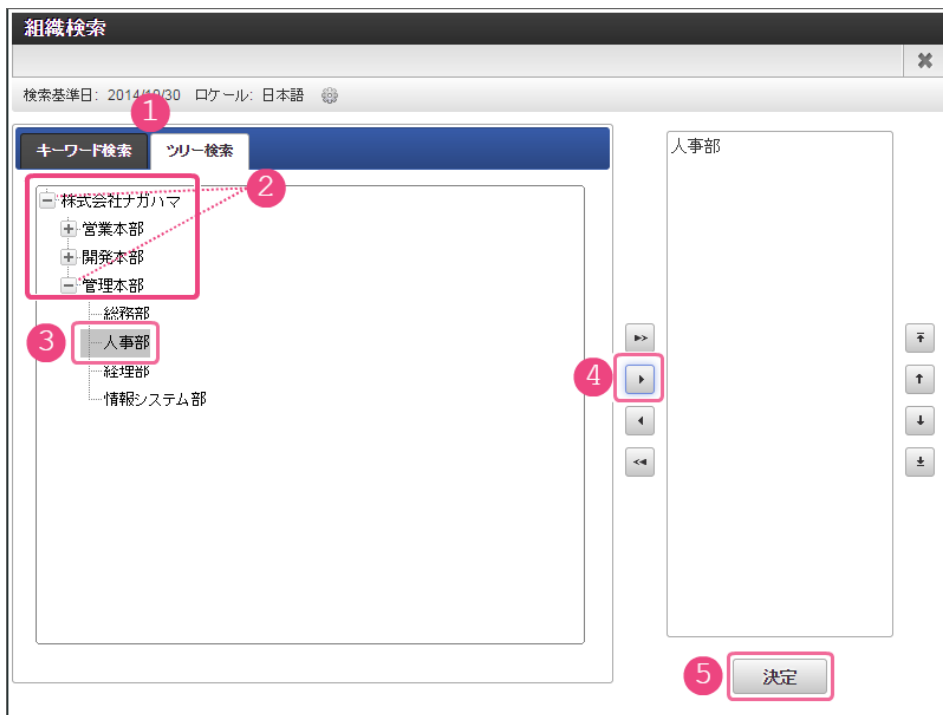 組織検索
検索基準日: 2014/10/30 ロケール: 日本語
1
キーワード検索 ツリー検索
人事部
2
株式会社ナガハマ
営業本部
開発本部
管理本部
総務部
3 人事部
経理部
情報システム部
4
5 決定